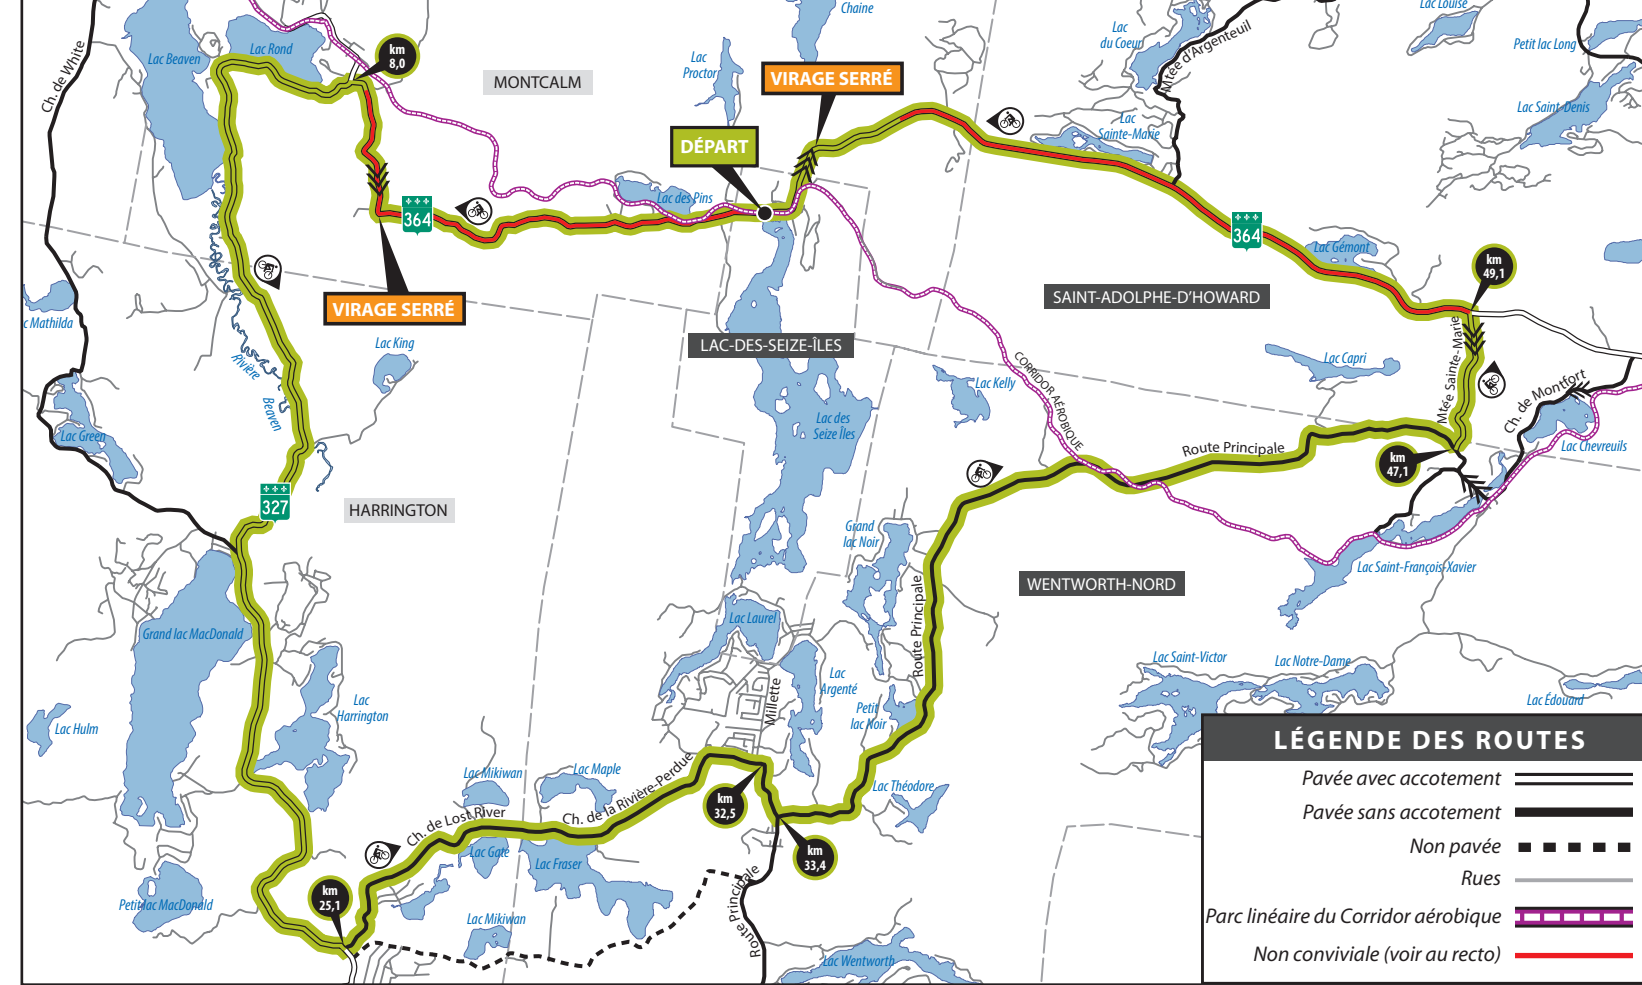 Chaine
Lac Louise
Lac
du Coeur
Mtée d'Argenteuil
Petit lac Long
Lac Rond
Lac Beaven
km
8,0
Lac
Proctor
MONTCALM
VIRAGE SERRÉ
Ch. de White
Lac Saint-Denis
Lac
Sainte-Marie
DÉPART
Lac des Pins
364
364
Lac Gémont
km
49,1
SAINT-ADOLPHE-D'HOWARD
VIRAGE SERRÉ
c Mathilda
Lac King
LAC-DES-SEIZE-ÎLES
Rivière
Beaven
Lac Kelly
CORRIDOR AÉROBIQUE
Lac Capri
Mtée Sainte-Marie
Ch. de Montfort
Lac des
Seize Îles
Lac Green
Lac Chevreuils
Route Principale
km
47,1
327
HARRINGTON
Grand
lac Noir
Lac Saint-François-Xavier
WENTWORTH-NORD
Route Principale
Lac Laurel
Grand lac MacDonald
Lac Saint-Victor
Lac Notre-Dame
Lac
Argenté
Millette
Lac
Harrington
Petit
lac Noir
Lac Édouard
Lac Hulm
Lac Mikiwan
Lac Maple
Lac Théodore
km
32,5
Ch. de la Rivière-Perdue
Ch. de Lost River
Lac Gate
Lac Fraser
km
33,4
km
25,1
Petit lac MacDonald
Lac Mikiwan
Route Principale
Lac Wentworth
LÉGENDE DES ROUTES
Pavée avec accotement
Pavée sans accotement
Non pavée
Rues
Parc linéaire du Corridor aérobique
Non conviviale (voir au recto)